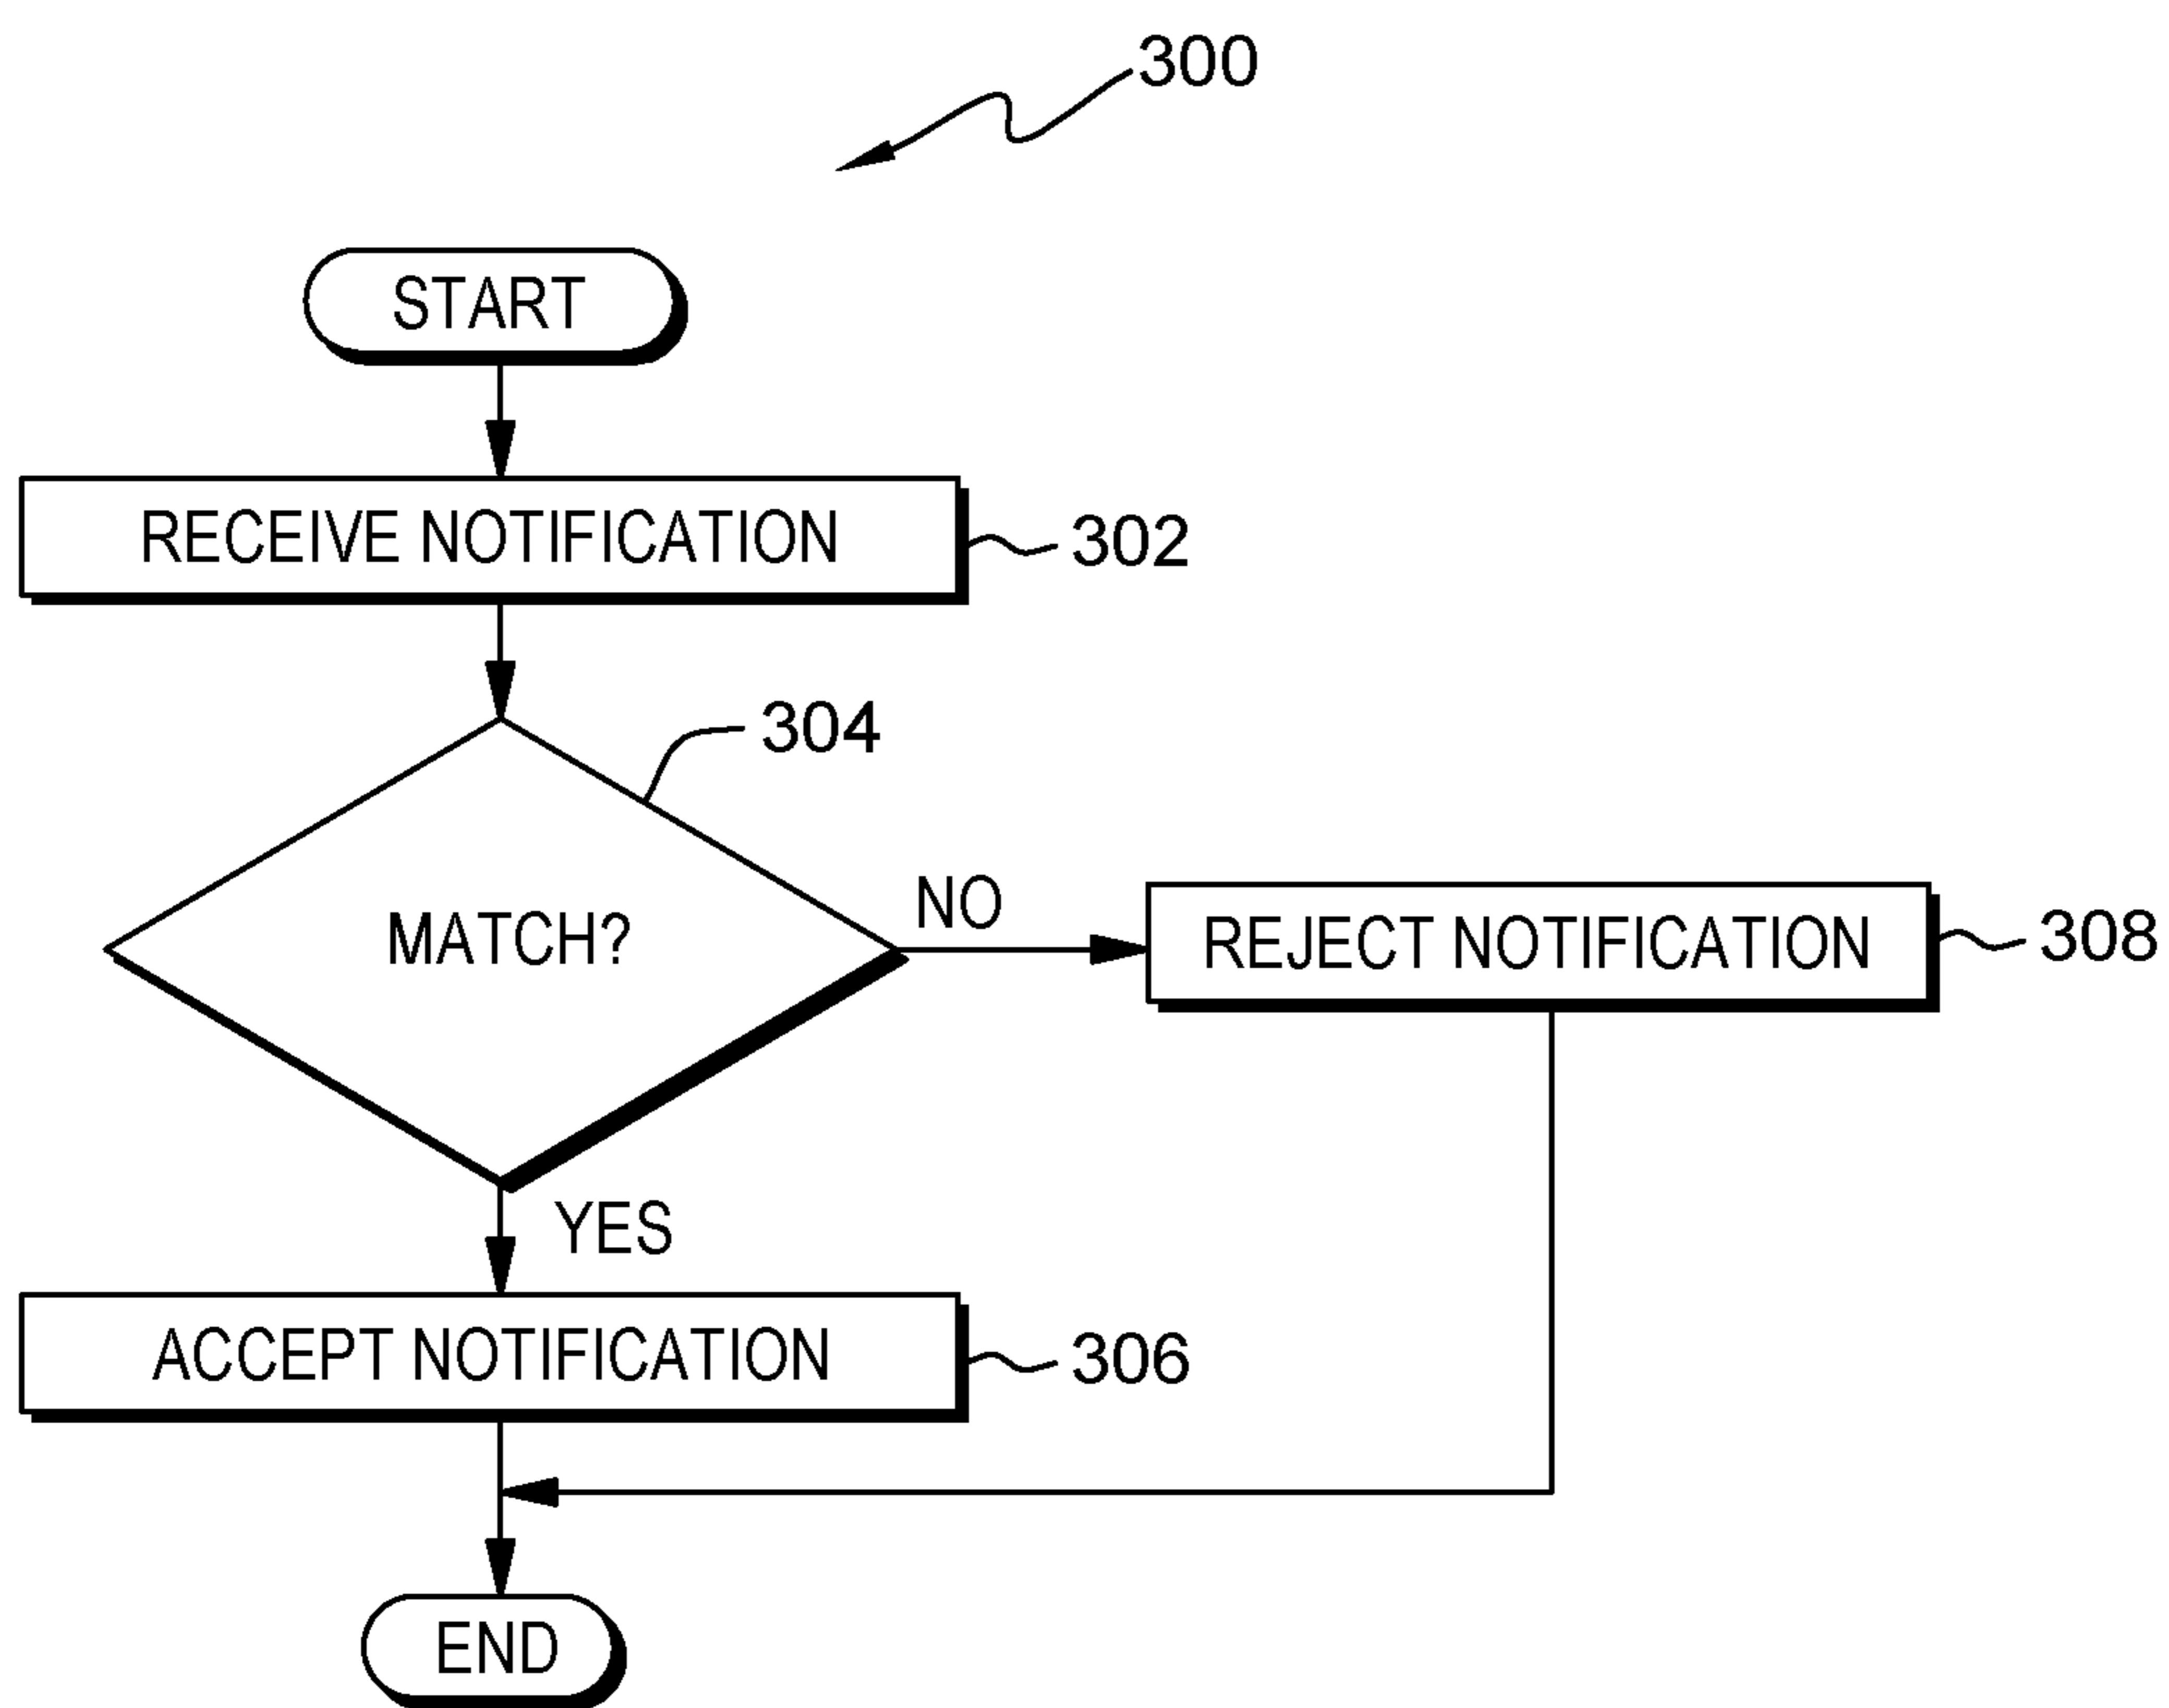 300
START
RECEIVE NOTIFICATION
302
304
MATCH?
NO
REJECT NOTIFICATION
308
YES
ACCEPT NOTIFICATION
306
END